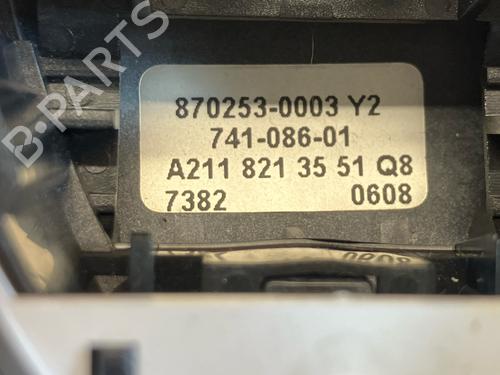 870253-0003 Y2
741-086-01
A211 821 35 51 Q8
7382 0608
B-PARTS